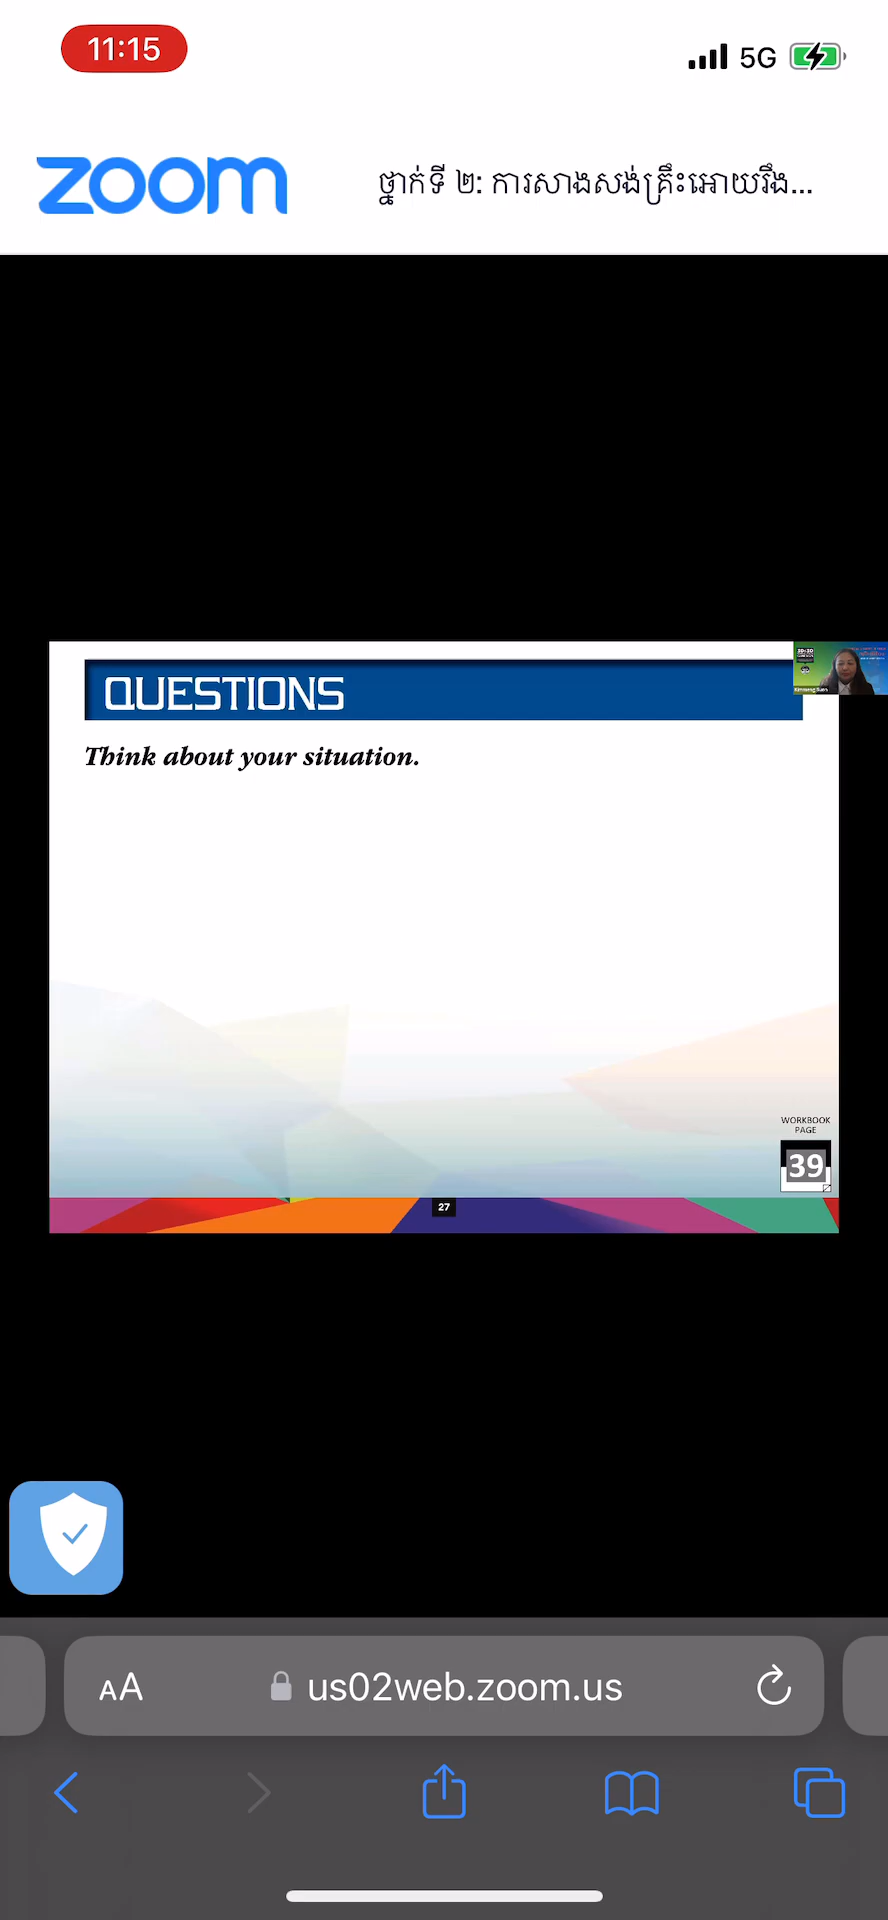 11:15
5G
zoom
ថ្នាក់ទី ២: ការសាងសង់គ្រឹះអោយរឹង...
QUESTIONS
Think about your situation.
WORKBOOK
PAGE
39
27
AA
us02web.zoom.us